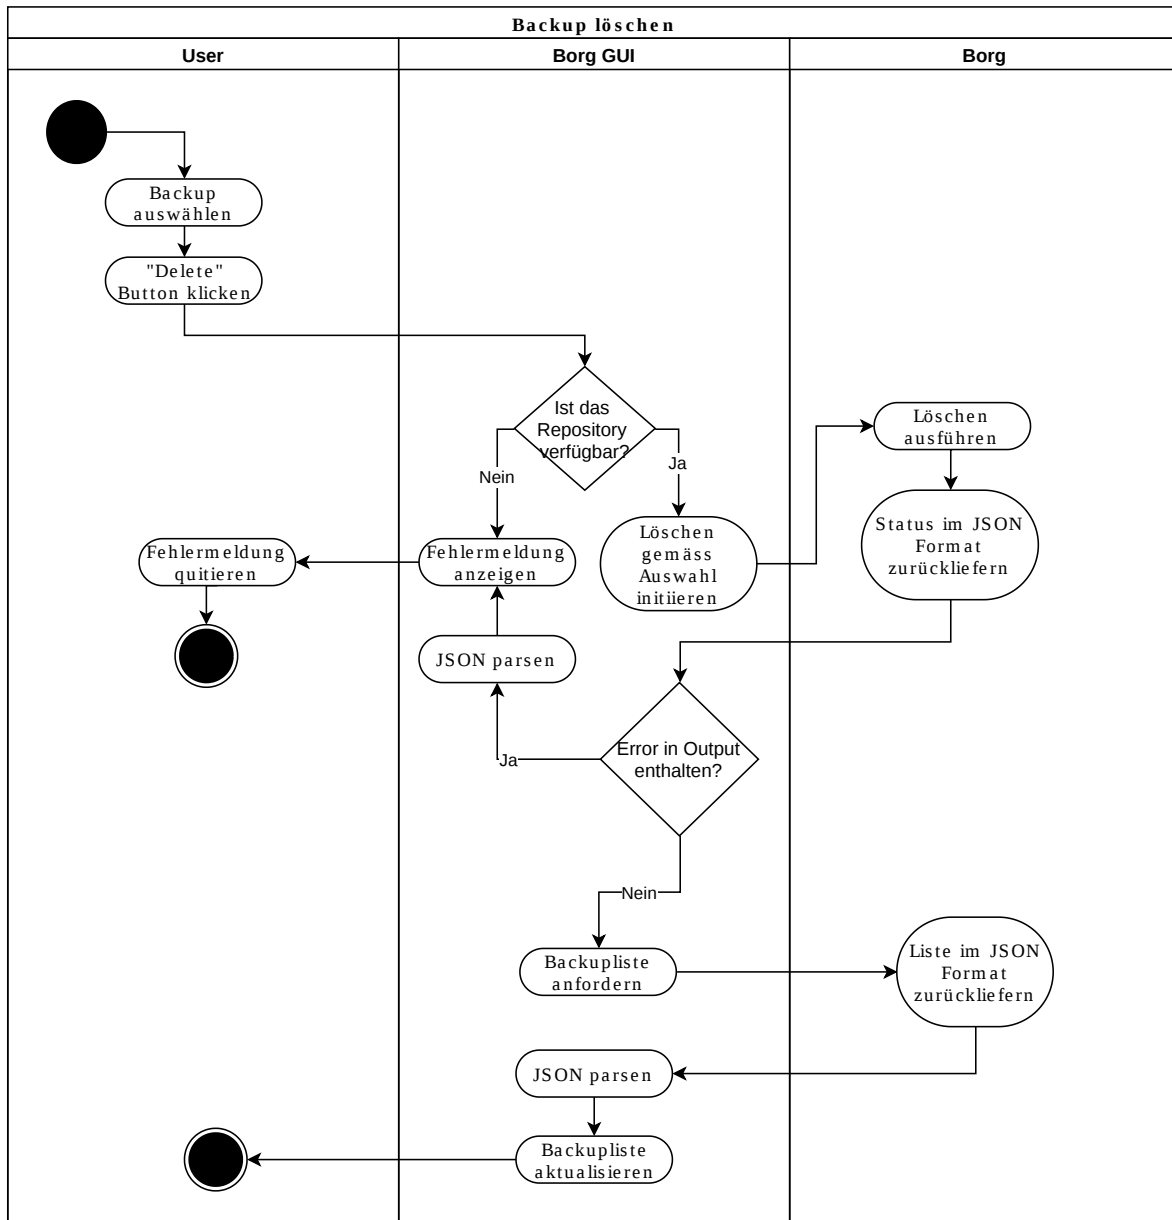 Backup löschen
User
Borg GUI
Borg
Backup
auswählen
"Delete"
Button klicken
Ist das
Repository
verfügbar?
Nein
Ja
Löschen
ausführen
Status im JSON
Format
zurückliefern
Löschen
gemäss
Auswahl
initiieren
Fehlermeldung
anzeigen
Fehlermeldung
quitieren
JSON parsen
Error in Output
enthalten?
Ja
Nein
Backupliste
anfordern
Liste im JSON
Format
zurückliefern
JSON parsen
Backupliste
aktualisieren